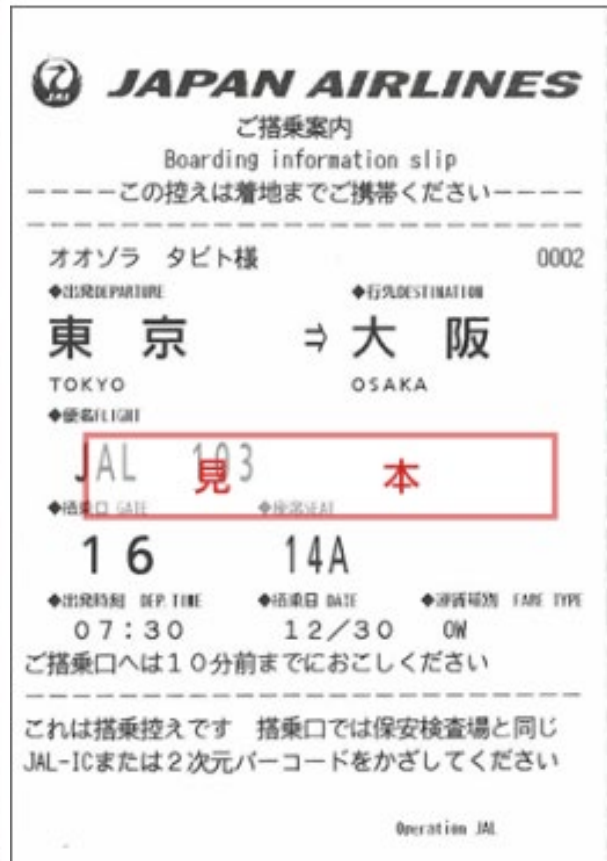 JAL
JAPAN AIRLINES
ご搭乗案内
Boarding information slip
----この控えは着地までご携帯ください----
オオゾラ タビト様 0002
◆出発DEPARTURE ◆行先DESTINATION
東 京 ⇒ 大 阪
TOKYO OSAKA
◆便名FLIGHT
JAL 103
見 本
◆搭乗口 GATE ◆座席SEAT
16 14A
◆出発時刻 DEP.TIME ◆搭乗日 DATE ◆運賃種別 FARE TYPE
07:30 12/30 OW
ご搭乗口へは10分前までにおこしください
これは搭乗控えです 搭乗口では保安検査場と同じ
JAL-ICまたは2次元バーコードをかざしてください
Operation JAL